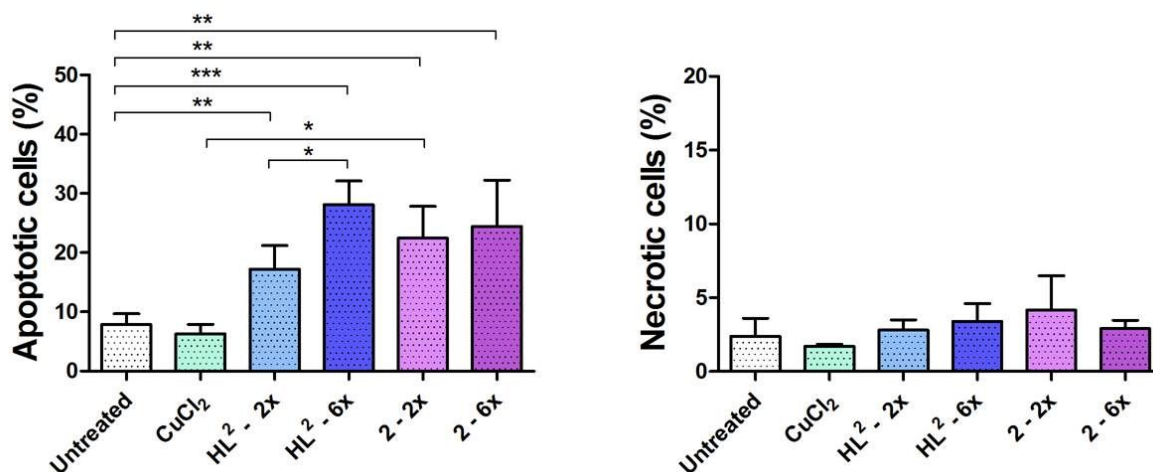 **
**
***
**
*
*
Apoptotic cells (%)
50
40
30
20
10
0
Untreated
CuCl₂
HL² - 2x
HL² - 6x
2 - 2x
2 - 6x
Necrotic cells (%)
20
15
10
5
0
Untreated
CuCl₂
HL² - 2x
HL² - 6x
2 - 2x
2 - 6x